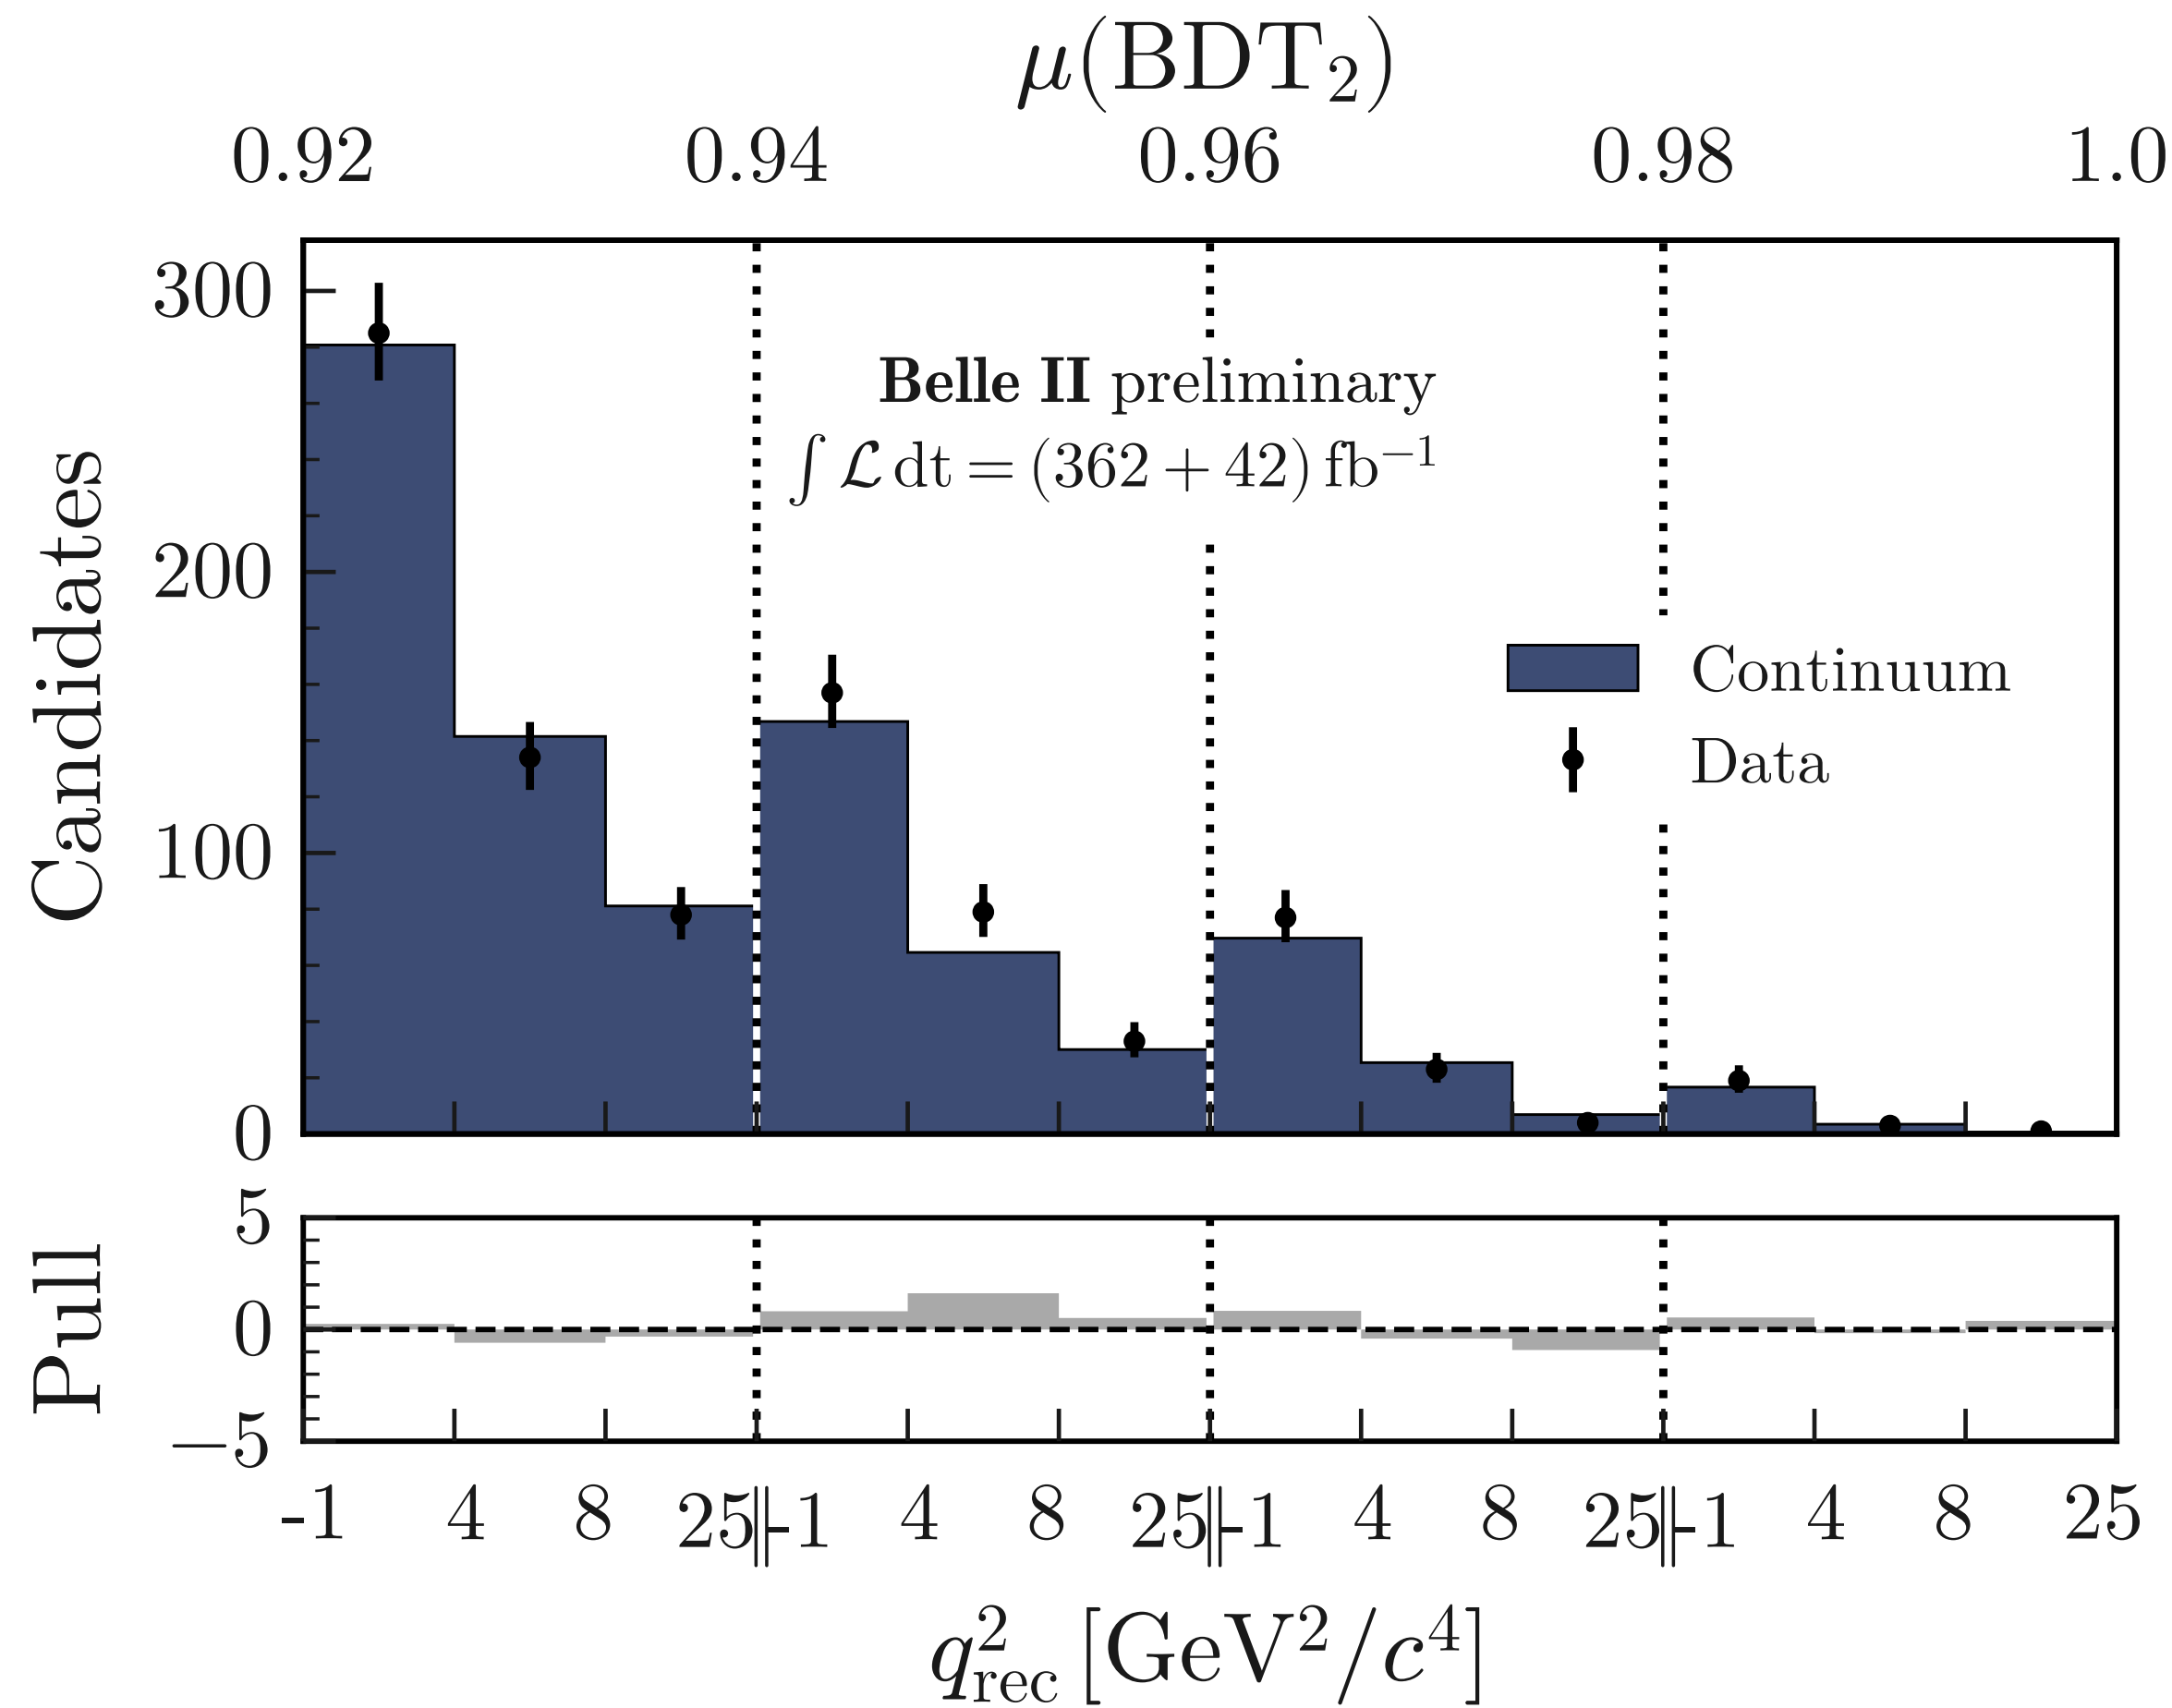 μ(BDT₂)
0.92 0.94 0.96 0.98 1.0
Candidates
300
200
100
0
Belle II preliminary
∫ ℒ dt = (362 + 42) fb⁻¹
Continuum
Data
Pull
5
0
−5
-1 4 8 25||-1 4 8 25||-1 4 8 25||-1 4 8 25
q²_rec [GeV²/c⁴]